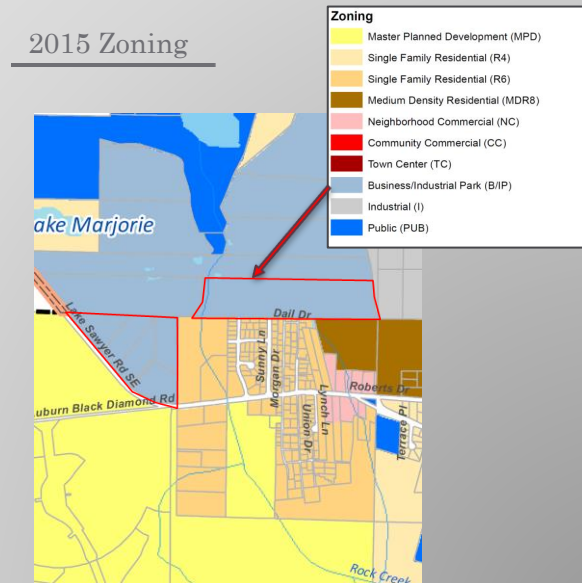 2015 Zoning
Zoning
Master Planned Development (MPD)
Single Family Residential (R4)
Single Family Residential (R6)
Medium Density Residential (MDR8)
Neighborhood Commercial (NC)
Community Commercial (CC)
Town Center (TC)
Business/Industrial Park (B/IP)
Industrial (I)
Public (PUB)
ake Marjorie
Lake Sawyer Rd SE
Dail Dr
Sunny Ln
Morgan Dr
Lynch Ln
Union Dr
Roberts Dr
Terrace Pl
uburn Black Diamond Rd
Rock Creek